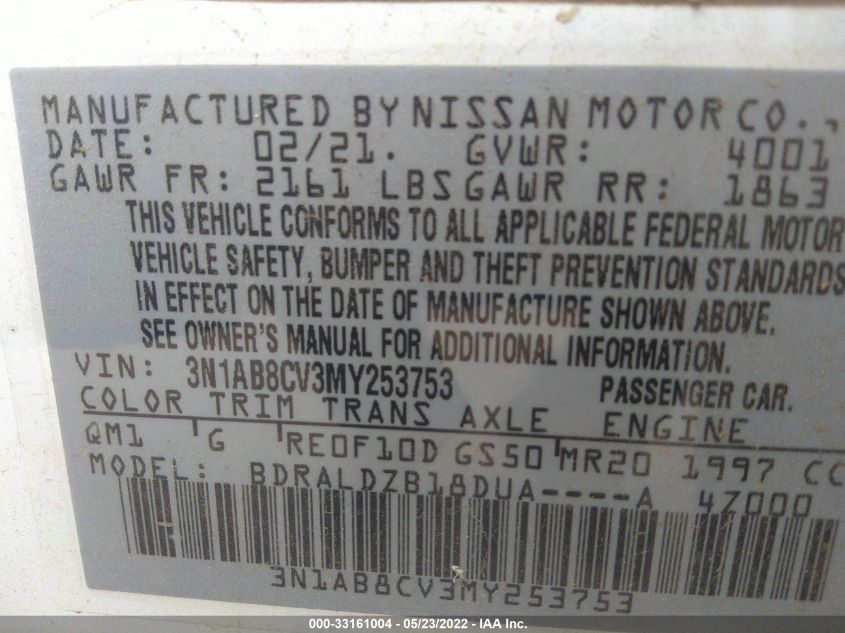 MANUFACTURED BY NISSAN MOTOR CO.,
DATE: 02/21. GVWR: 4001
GAWR FR: 2161 LBS GAWR RR: 1863
THIS VEHICLE CONFORMS TO ALL APPLICABLE FEDERAL MOTOR
VEHICLE SAFETY, BUMPER AND THEFT PREVENTION STANDARDS
IN EFFECT ON THE DATE OF MANUFACTURE SHOWN ABOVE.
SEE OWNER'S MANUAL FOR ADDITIONAL INFORMATION.
VIN: 3N1AB8CV3MY253753 PASSENGER CAR.
COLOR TRIM TRANS AXLE ENGINE
QM1 G RE0F10D GS50 MR20 1997 CC
MODEL: BDRALDZB18DUA----A 4Z000
3N1AB8CV3MY253753
000-33161004 — 05/23/2022 — IAA Inc.